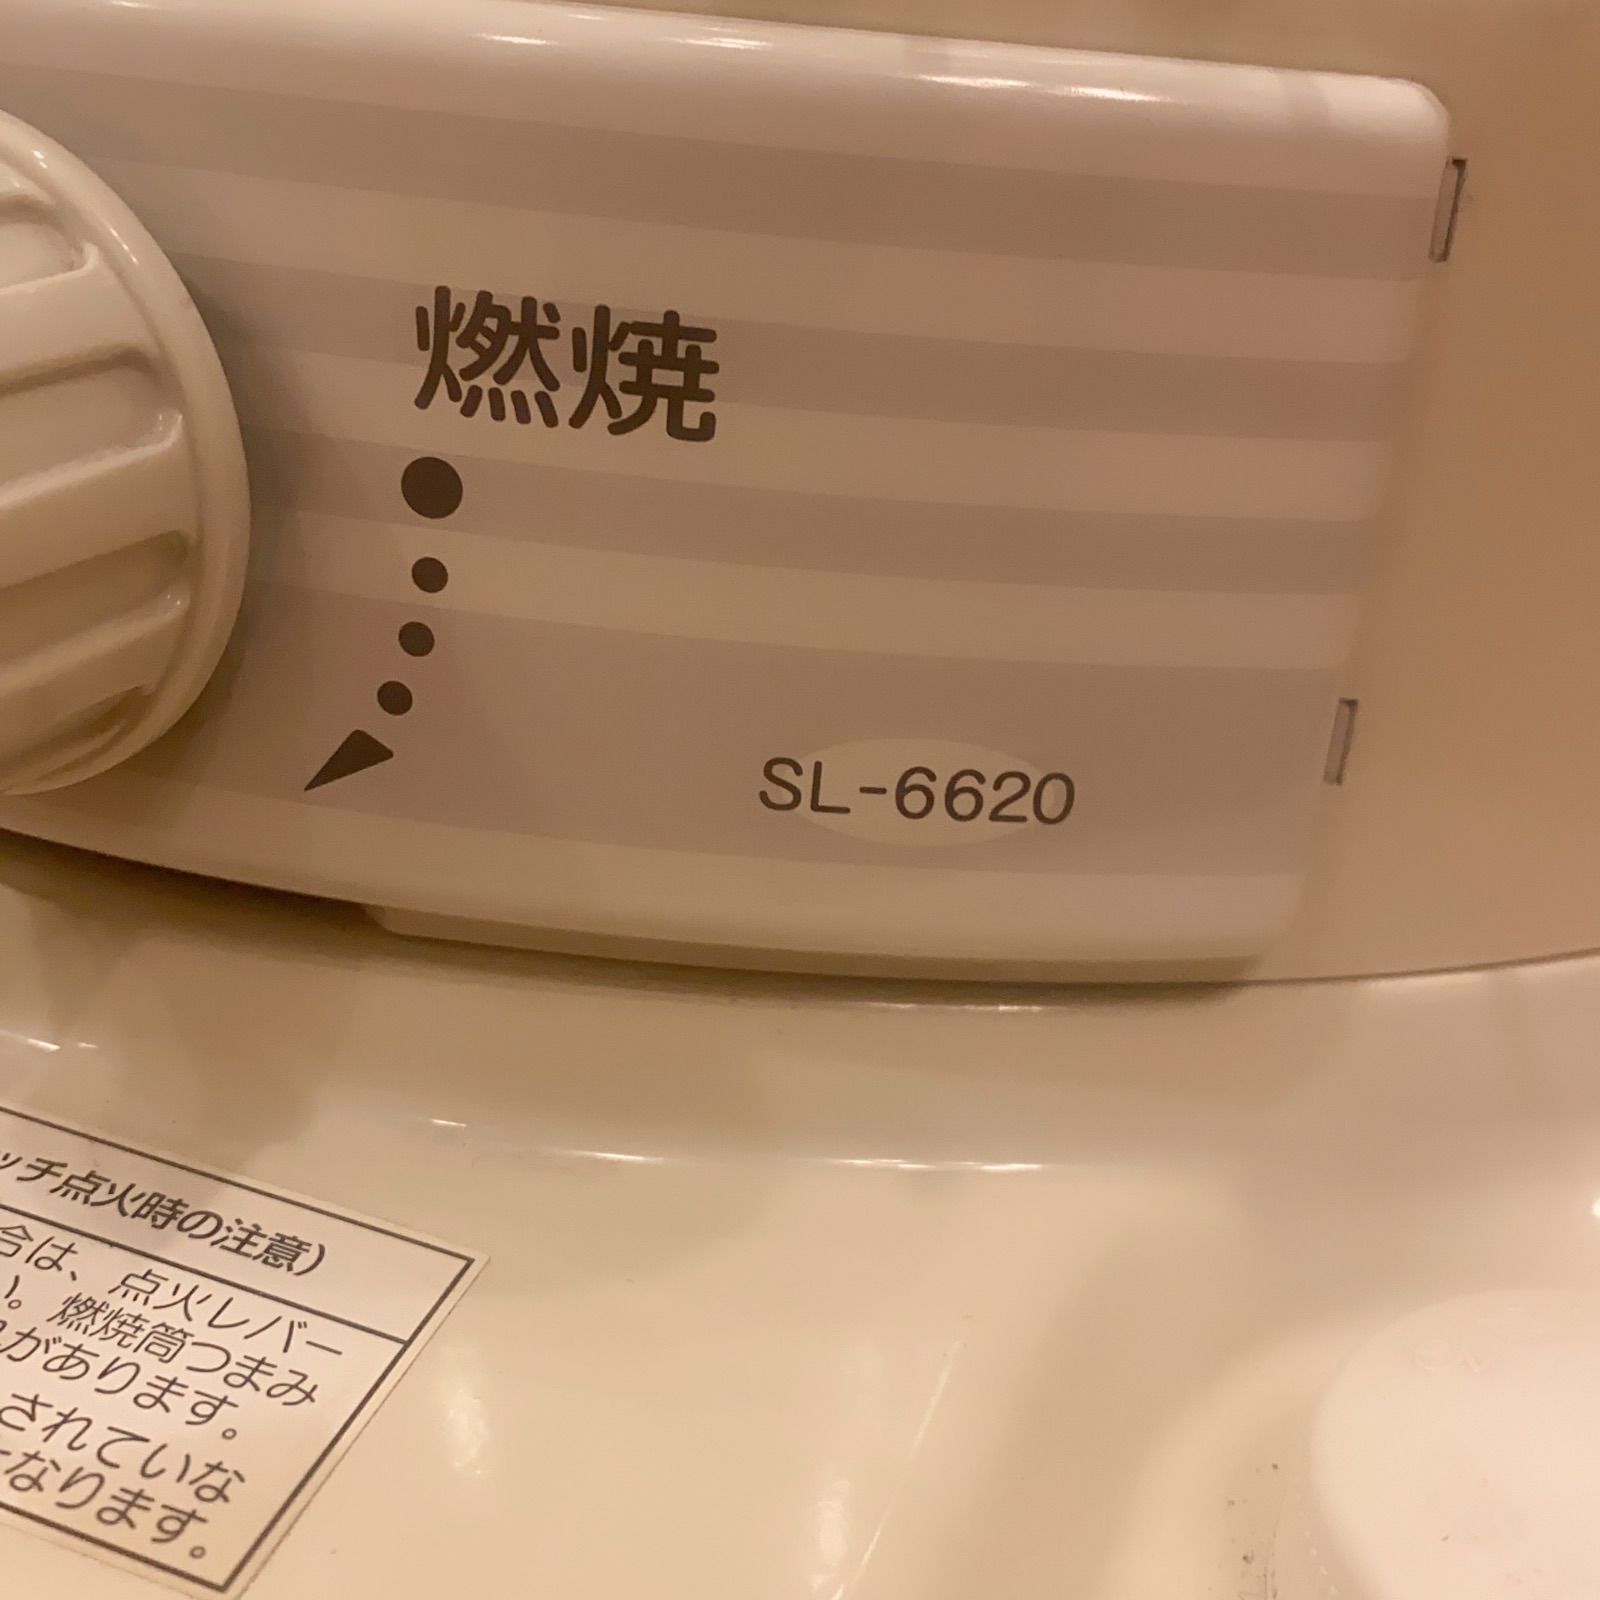 燃焼
SL-6620
ッチ点火時の注意)
合は、点火レバー
い。燃焼筒つまみ
があります。
されていな
なります。